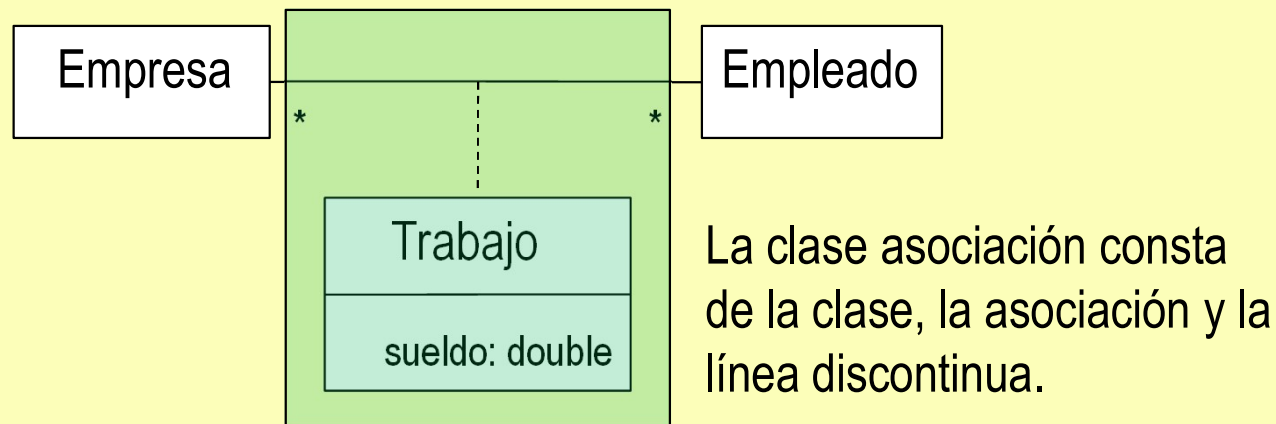 Empresa
Empleado
* *
Trabajo
sueldo: double
La clase asociación consta
de la clase, la asociación y la
línea discontinua.